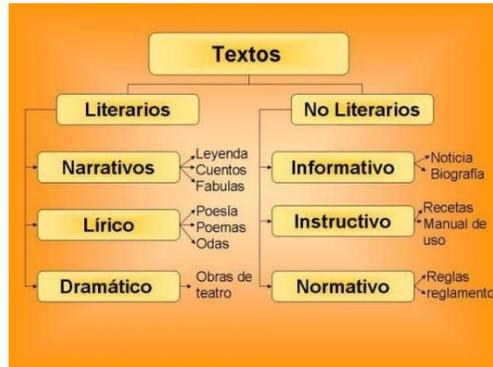 Textos
Literarios
No Literarios
Narrativos
Leyenda
Cuentos
Fabulas
Informativo
Noticia
Biografía
Lírico
Poesía
Poemas
Odas
Instructivo
Recetas
Manual de
uso
Dramático
Obras de
teatro
Normativo
Reglas
reglamento